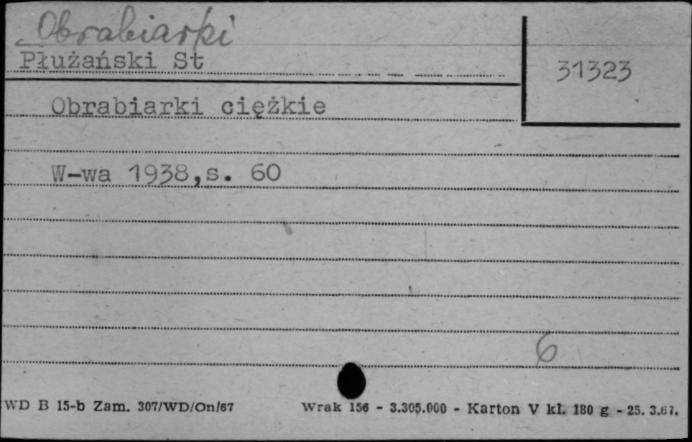 Obrabiarki
Płużański St
31323
Obrabiarki ciężkie
W-wa 1938,s. 60
6
WD B 15-b Zam. 307/WD/On/67 Wrak 156 - 3.305.000 - Karton V kl. 180 g - 25. 3.67.